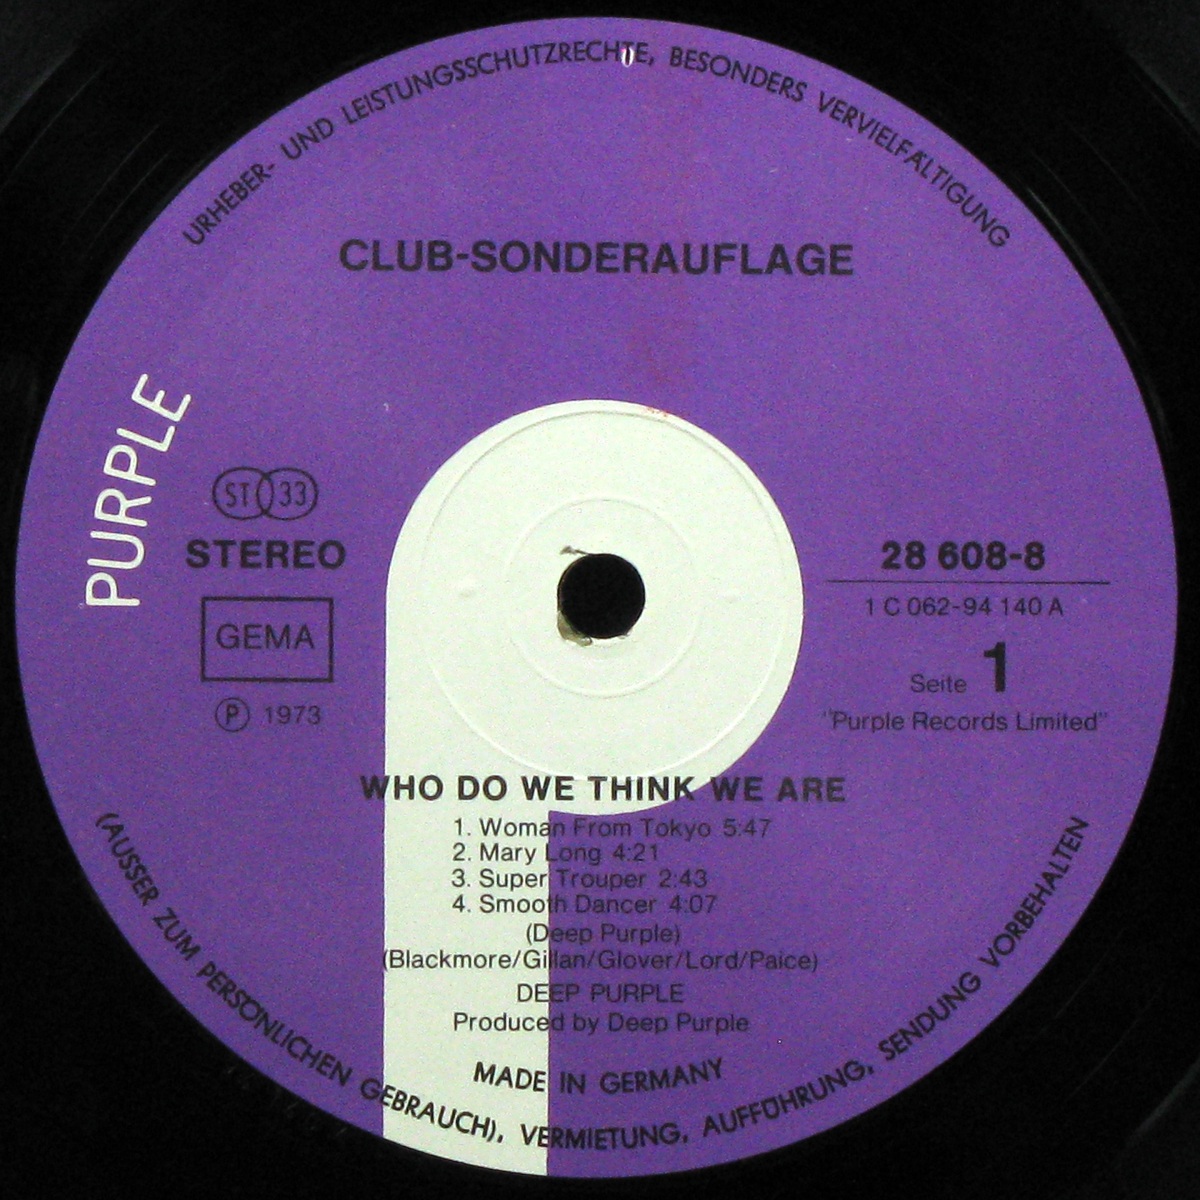 URHEBER- UND LEISTUNGSSCHUTZRECHTE, BESONDERS VERVIELFÄLTIGUNG
CLUB-SONDERAUFLAGE
PURPLE
ST 33
STEREO
GEMA
Ⓟ 1973
28 608-8
1 C 062-94 140 A
Seite 1
"Purple Records Limited"
WHO DO WE THINK WE ARE
1. Woman From Tokyo 5:47
2. Mary Long 4:21
3. Super Trouper 2:43
4. Smooth Dancer 4:07
(Deep Purple)
(Blackmore/Gillan/Glover/Lord/Paice)
DEEP PURPLE
Produced by Deep Purple
MADE IN GERMANY
(AUSSER ZUM PERSÖNLICHEN GEBRAUCH), VERMIETUNG, AUFFÜHRUNG, SENDUNG VORBEHALTEN